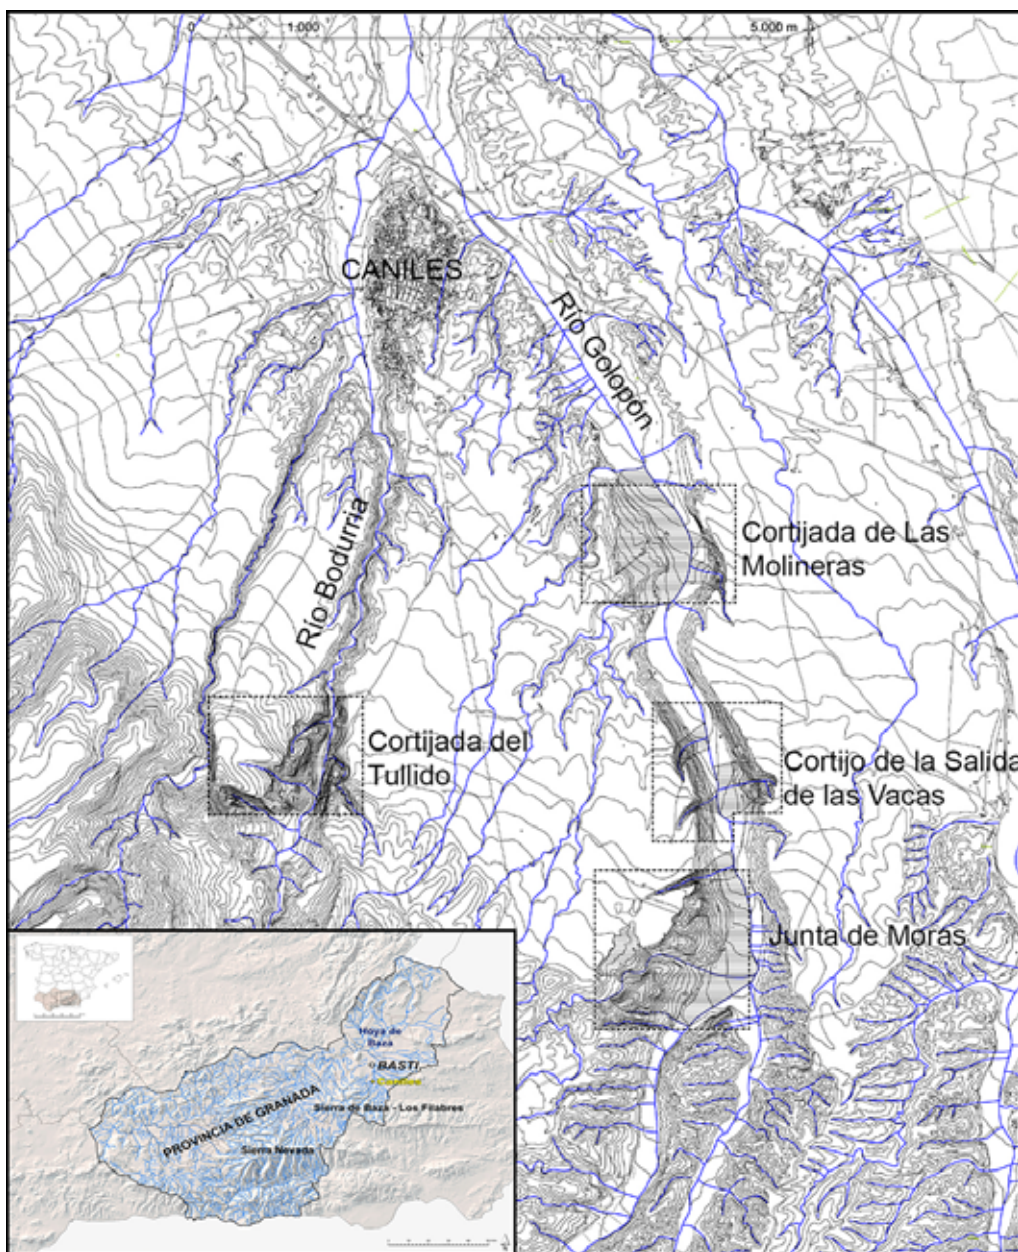 0 1.000 5.000 m
CANILES
Río Golopón
Río Bodurria
Cortijada de Las
Molineras
Cortijada del
Tullido
Cortijo de la Salida
de las Vacas
Junta de Moras
Hoya de
Baza
BASTI
PROVINCIA DE GRANADA
Sierra de Baza - Los Filabres
Sierra Nevada